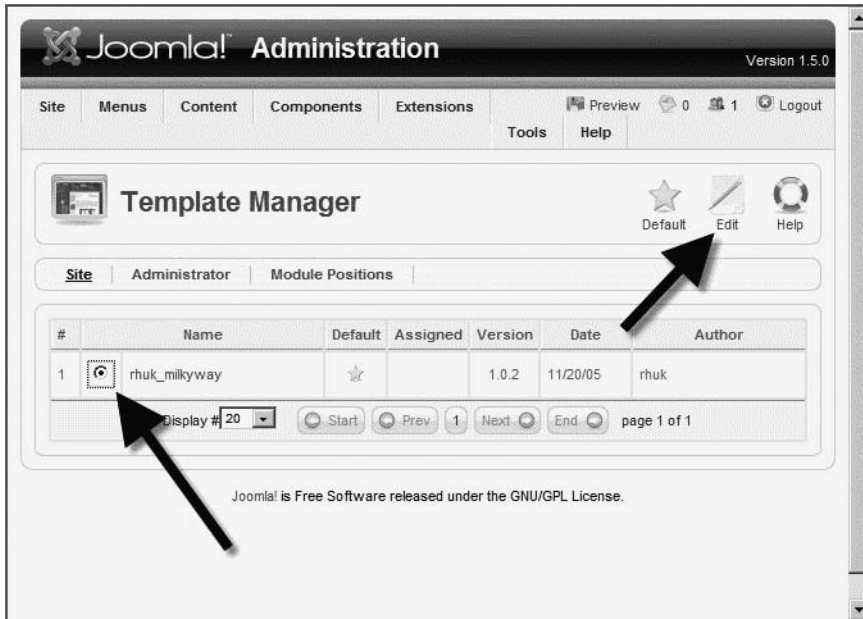 Joomla! Administration
Version 1.5.0
Site Menus Content Components Extensions Preview 0 1 Logout
Tools Help
Template Manager
Default Edit Help
Site Administrator Module Positions
# Name Default Assigned Version Date Author
1 rhuk_milkyway 1.0.2 11/20/05 rhuk
Display # 20 Start Prev 1 Next End page 1 of 1
Joomla! is Free Software released under the GNU/GPL License.